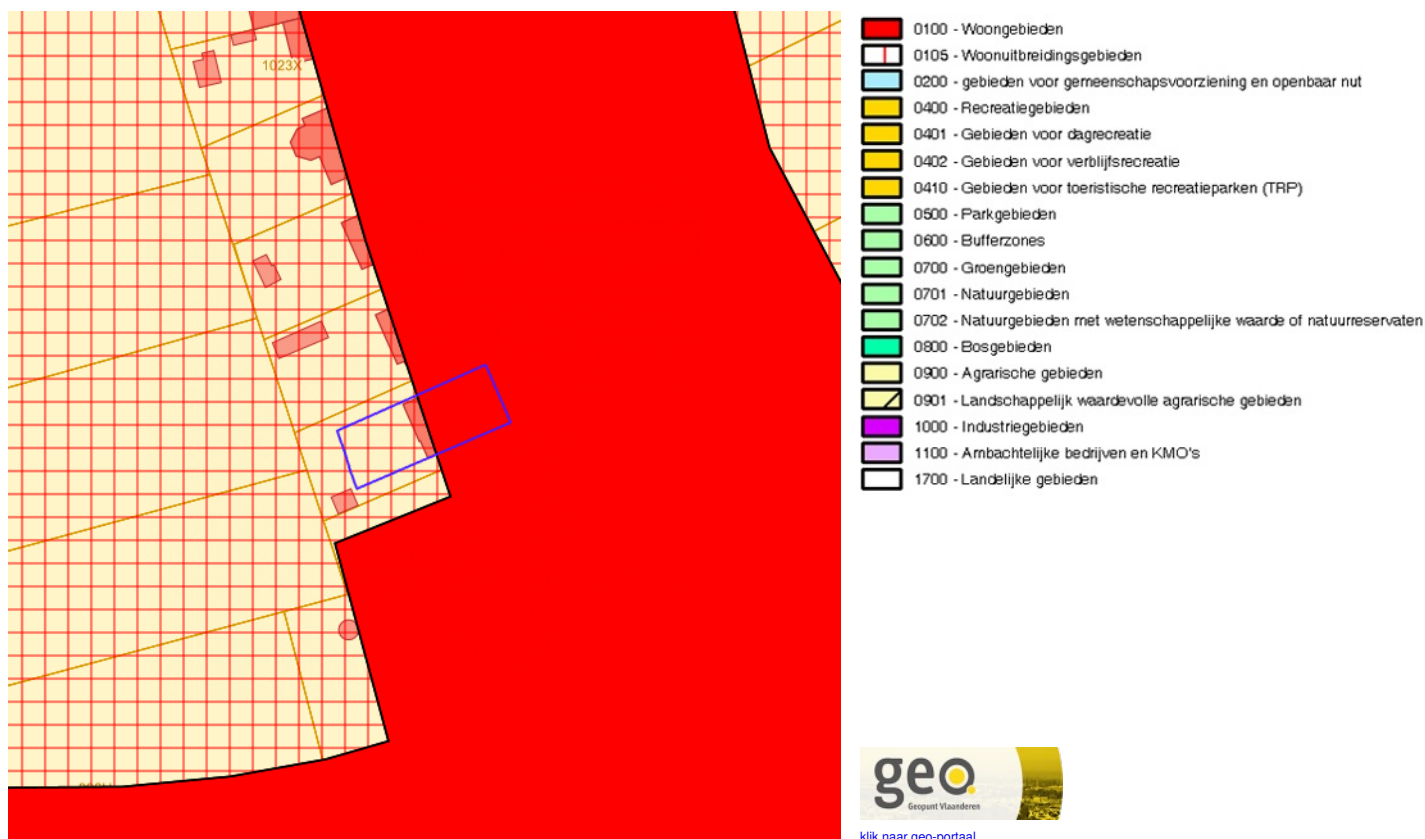 1023X
0100 - Woongebieden
0105 - Woonuitbreidingsgebieden
0200 - gebieden voor gemeenschapsvoorziening en openbaar nut
0400 - Recreatiegebieden
0401 - Gebieden voor dagrecreatie
0402 - Gebieden voor verblijfsrecreatie
0410 - Gebieden voor toeristische recreatieparken (TRP)
0500 - Parkgebieden
0600 - Bufferzones
0700 - Groengebieden
0701 - Natuurgebieden
0702 - Natuurgebieden met wetenschappelijke waarde of natuurreservaten
0800 - Bosgebieden
0900 - Agrarische gebieden
0901 - Landschappelijk waardevolle agrarische gebieden
1000 - Industriegebieden
1100 - Ambachtelijke bedrijven en KMO's
1700 - Landelijke gebieden
geo
Geopunt Vlaanderen
klik naar geo-portaal